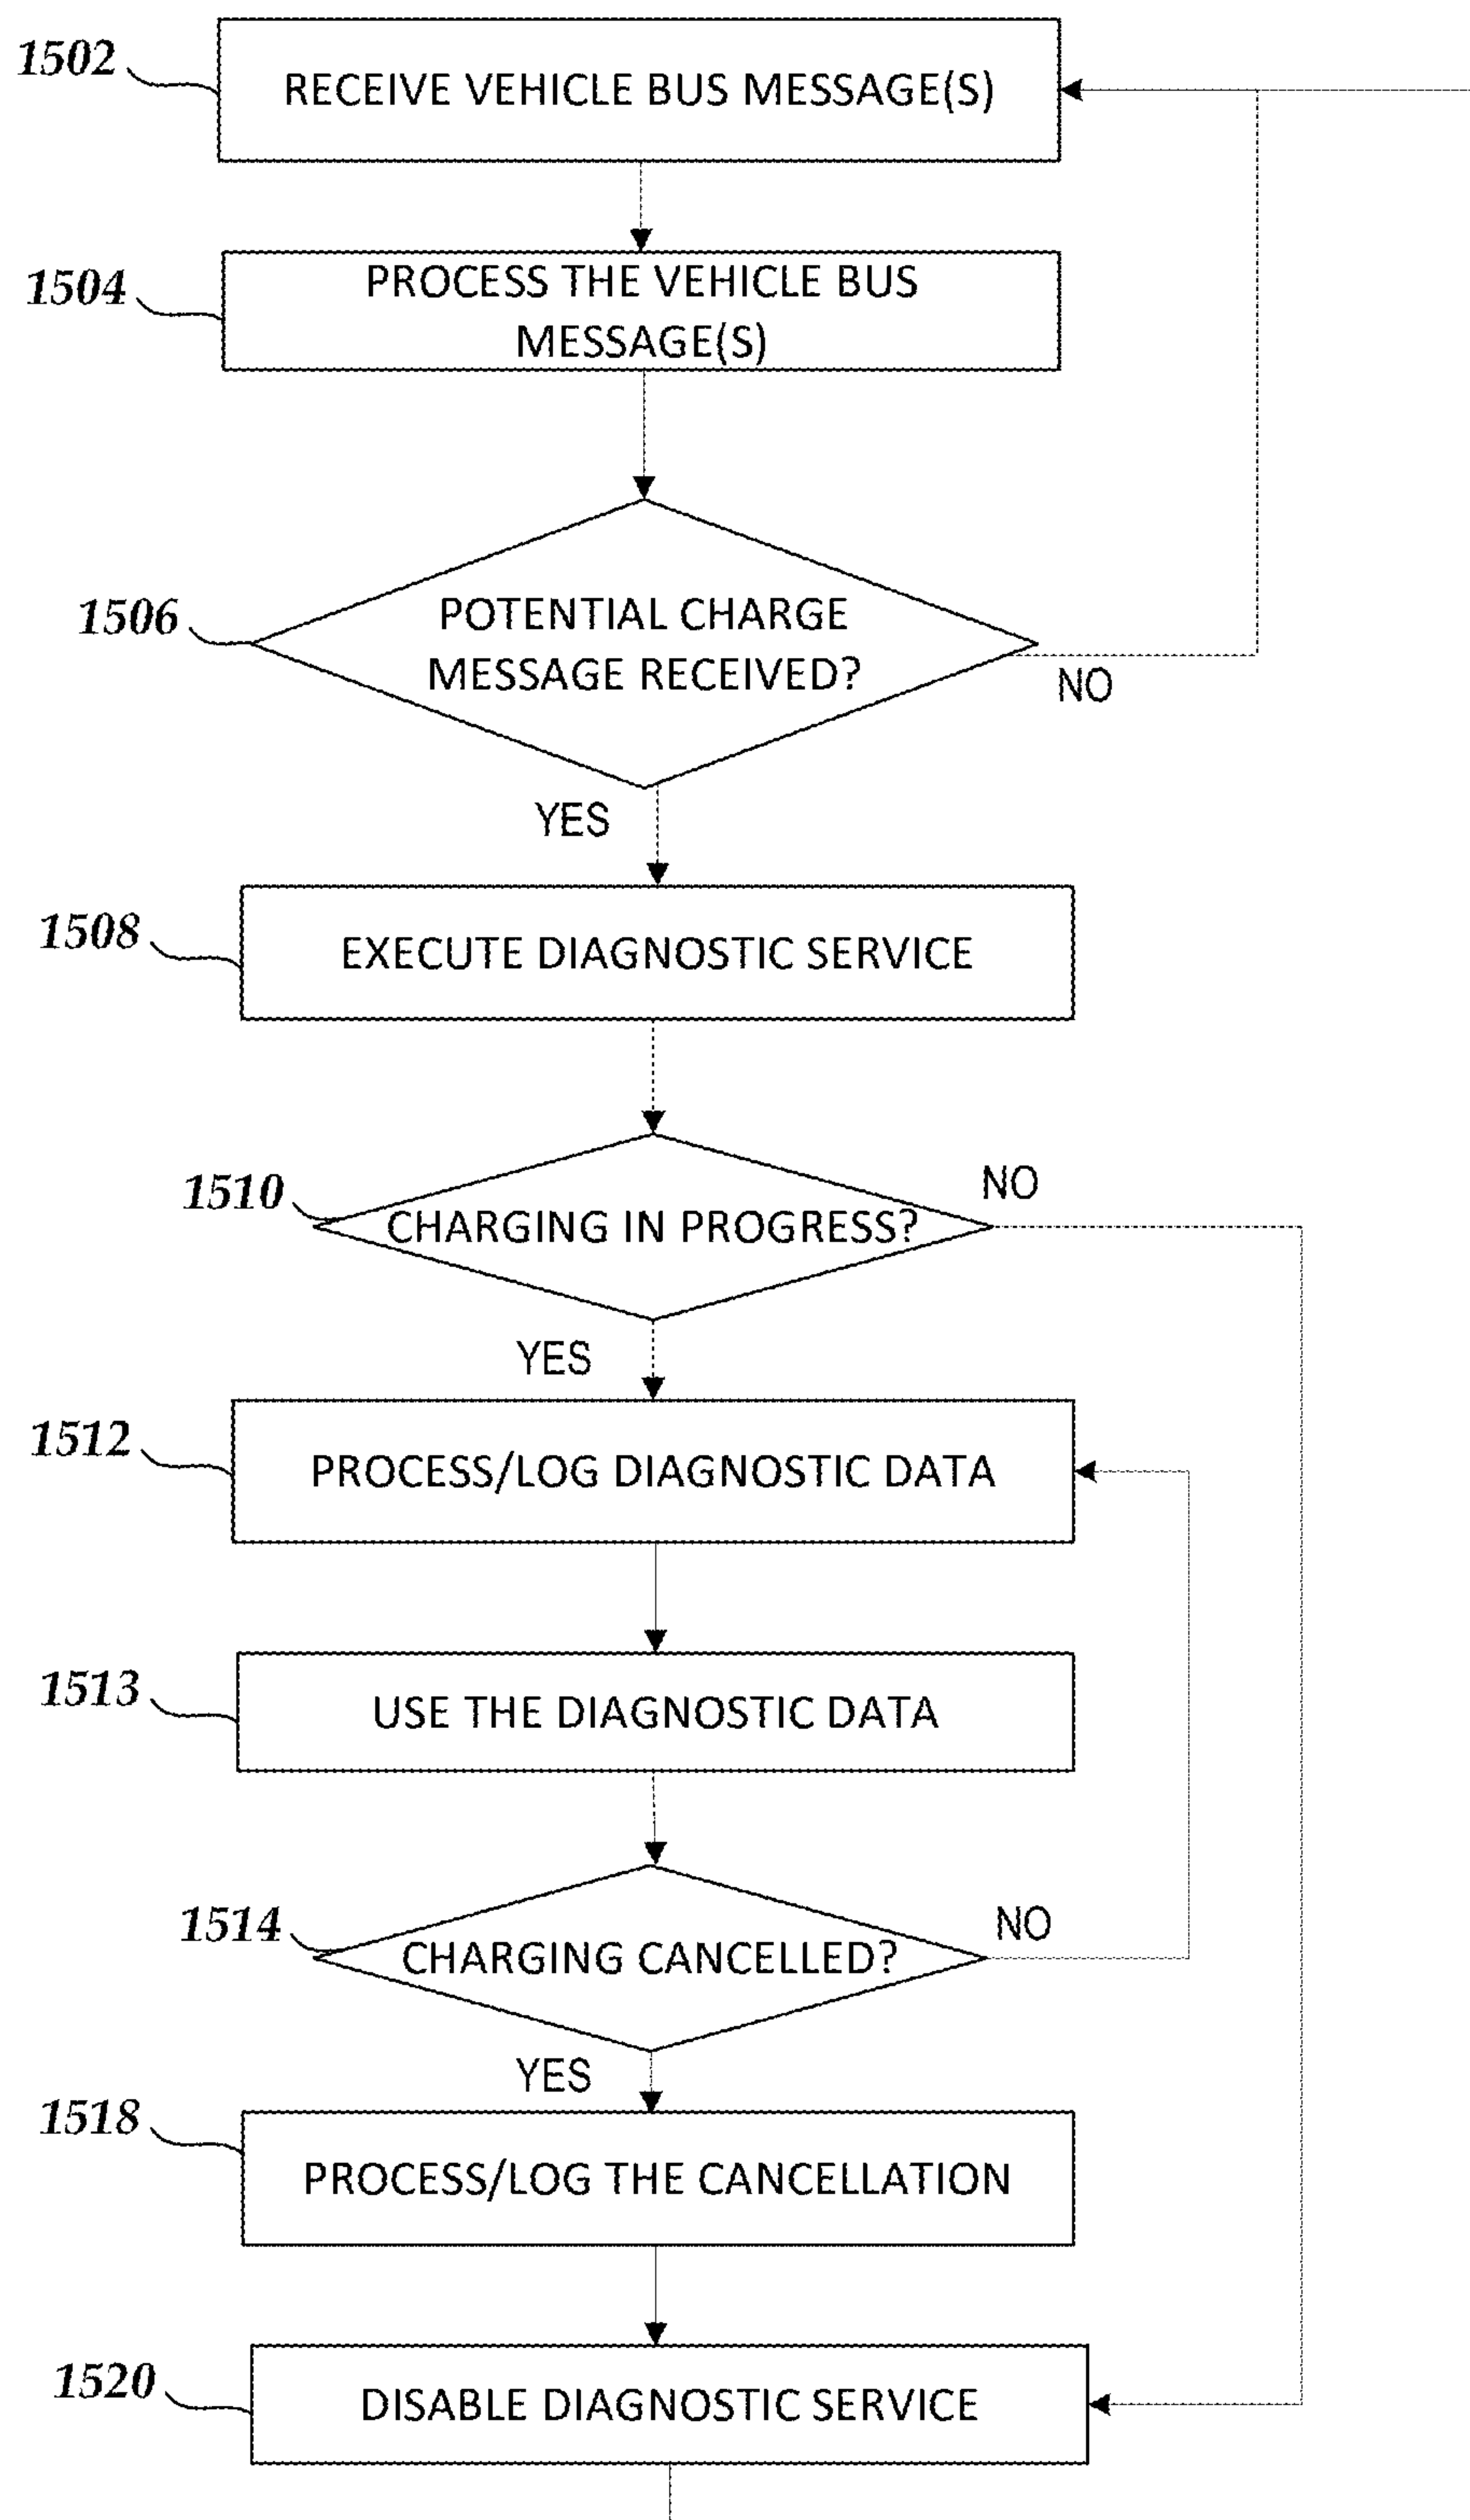 1502
RECEIVE VEHICLE BUS MESSAGE(S)
1504
PROCESS THE VEHICLE BUS
MESSAGE(S)
1506
POTENTIAL CHARGE
MESSAGE RECEIVED?
NO
YES
1508
EXECUTE DIAGNOSTIC SERVICE
1510
NO
CHARGING IN PROGRESS?
YES
1512
PROCESS/LOG DIAGNOSTIC DATA
1513
USE THE DIAGNOSTIC DATA
1514
NO
CHARGING CANCELLED?
YES
1518
PROCESS/LOG THE CANCELLATION
1520
DISABLE DIAGNOSTIC SERVICE